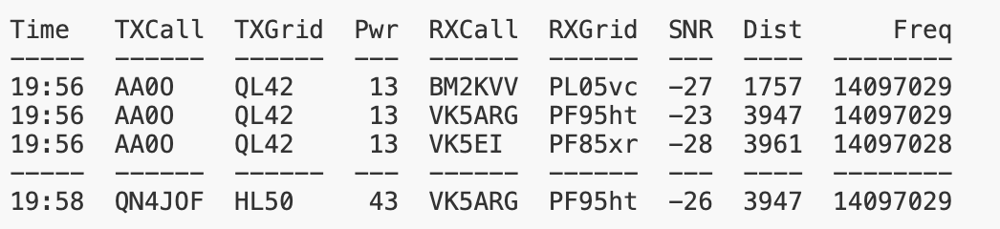 Time   TXCall  TXGrid  Pwr  RXCall  RXGrid  SNR  Dist      Freq
-----  ------  ------  ---  ------  ------  ---  ----  --------
19:56  AA0O    QL42     13  BM2KVV  PL05vc  -27  1757  14097029
19:56  AA0O    QL42     13  VK5ARG  PF95ht  -23  3947  14097029
19:56  AA0O    QL42     13  VK5EI   PF85xr  -28  3961  14097028
-----  ------  ------  ---  ------  ------  ---  ----  --------
19:58  QN4JOF  HL50     43  VK5ARG  PF95ht  -26  3947  14097029